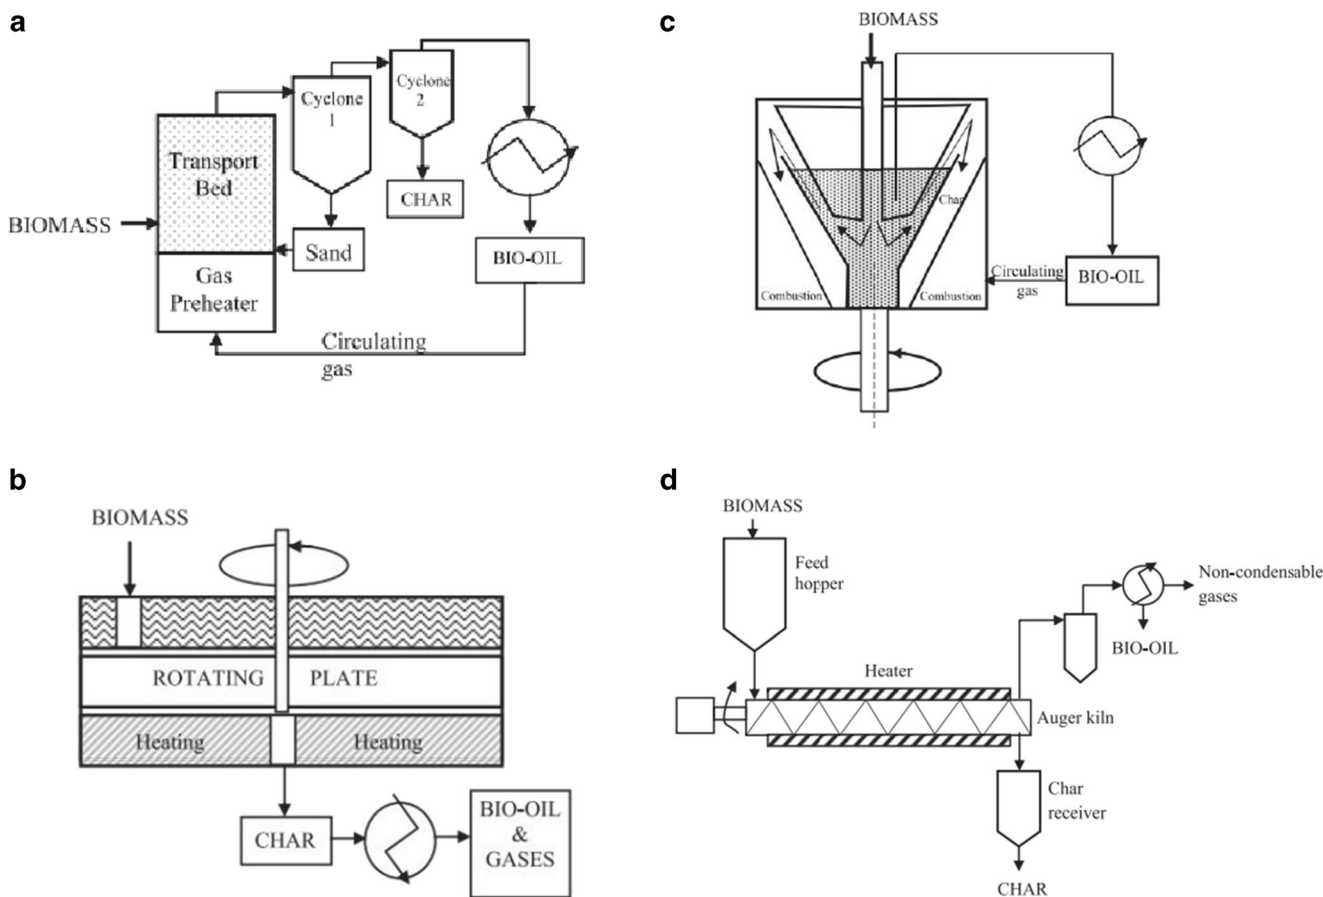 a
Cyclone
1
Cyclone
2
Transport
Bed
CHAR
BIOMASS
Sand
Gas
Preheater
BIO-OIL
Circulating
gas
c
BIOMASS
Char
Combustion
Combustion
Circulating
gas
BIO-OIL
b
BIOMASS
ROTATING PLATE
Heating
Heating
CHAR
BIO-OIL
&
GASES
d
BIOMASS
Feed
hopper
Non-condensable
gases
BIO-OIL
Heater
Auger kiln
Char
receiver
CHAR